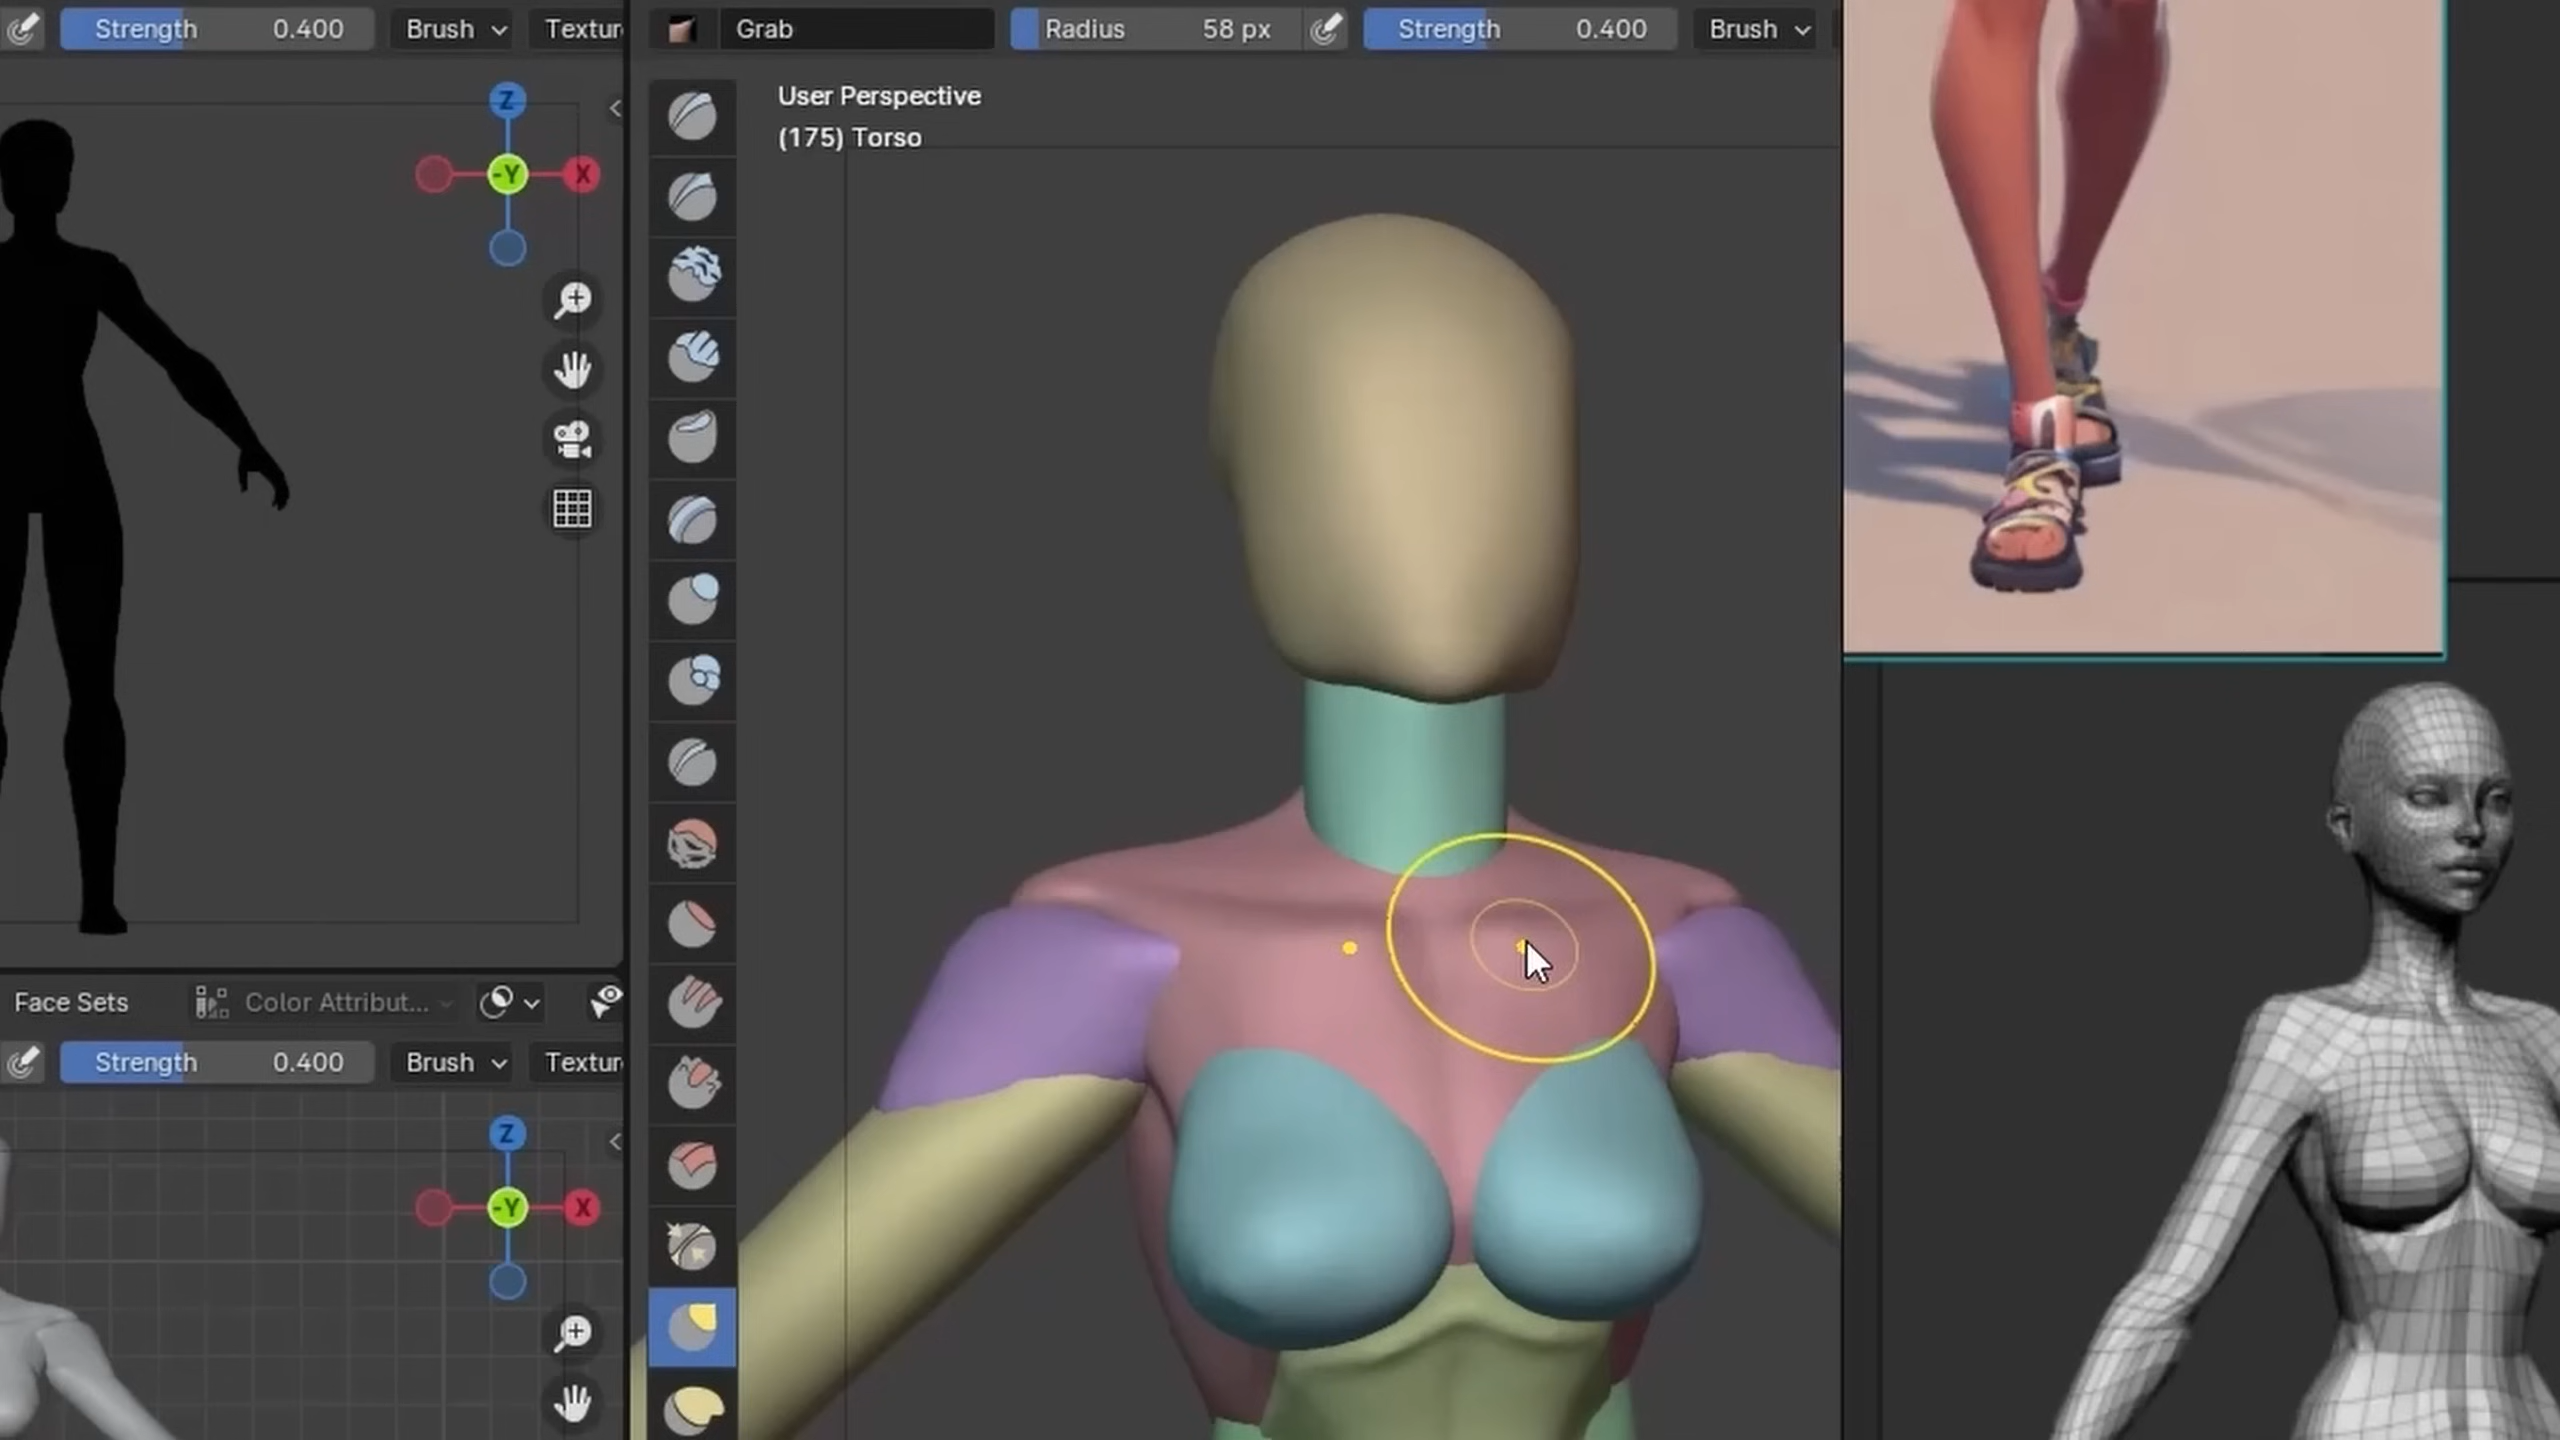 Strength 0.400 Brush Textur
Grab Radius 58 px Strength 0.400 Brush
User Perspective
(175) Torso
Z
-Y X
Face Sets Color Attribut...
Strength 0.400 Brush Textur
Z
-Y X